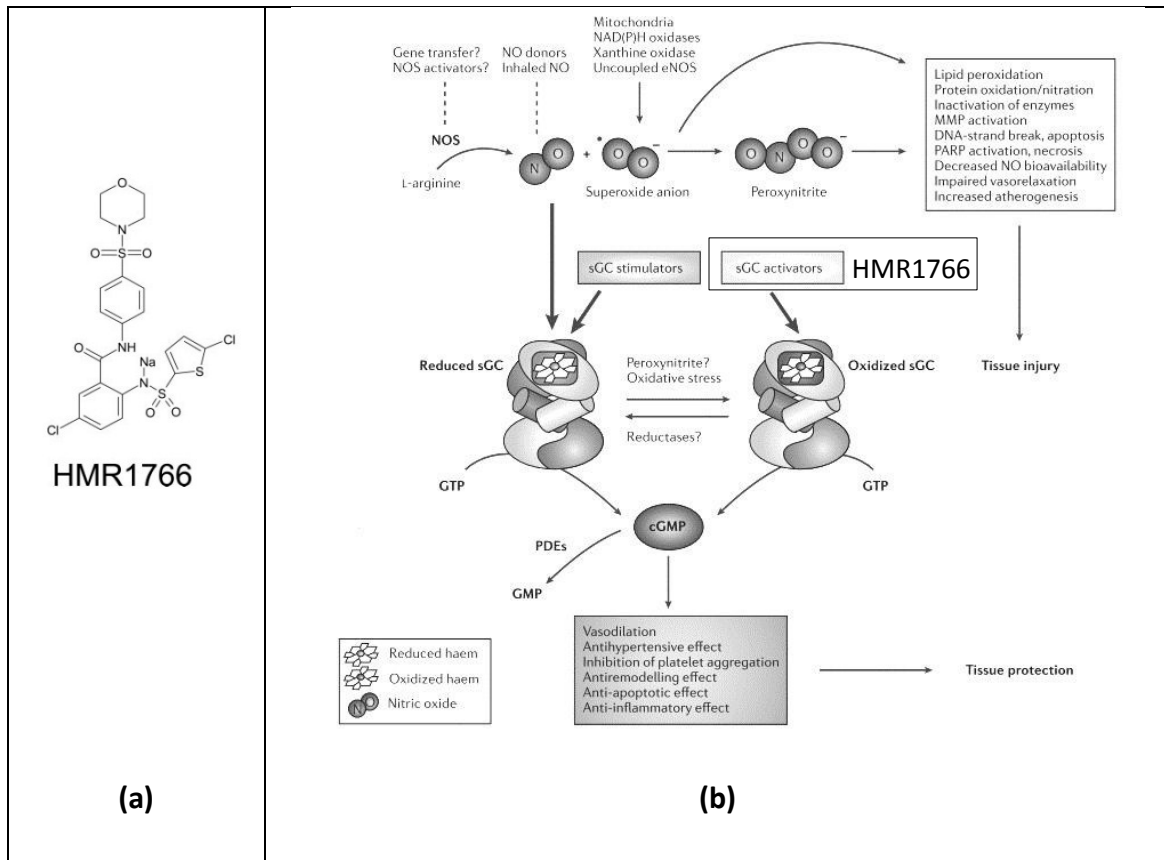 O
N
O=S=O
O
NH
Na
N
S
O
O
S
Cl
Cl
HMR1766
(a)
Gene transfer?
NOS activators?
NO donors
Inhaled NO
Mitochondria
NAD(P)H oxidases
Xanthine oxidase
Uncoupled eNOS
NOS
L-arginine
N O
+
• O O −
Superoxide anion
O N O O −
Peroxynitrite
Lipid peroxidation
Protein oxidation/nitration
Inactivation of enzymes
MMP activation
DNA-strand break, apoptosis
PARP activation, necrosis
Decreased NO bioavailability
Impaired vasorelaxation
Increased atherogenesis
sGC stimulators
sGC activators HMR1766
Reduced sGC
Peroxynitrite?
Oxidative stress
Reductases?
Oxidized sGC
Tissue injury
GTP
GTP
cGMP
PDEs
GMP
Vasodilation
Antihypertensive effect
Inhibition of platelet aggregation
Antiremodelling effect
Anti-apoptotic effect
Anti-inflammatory effect
Tissue protection
Reduced haem
Oxidized haem
N O Nitric oxide
(b)